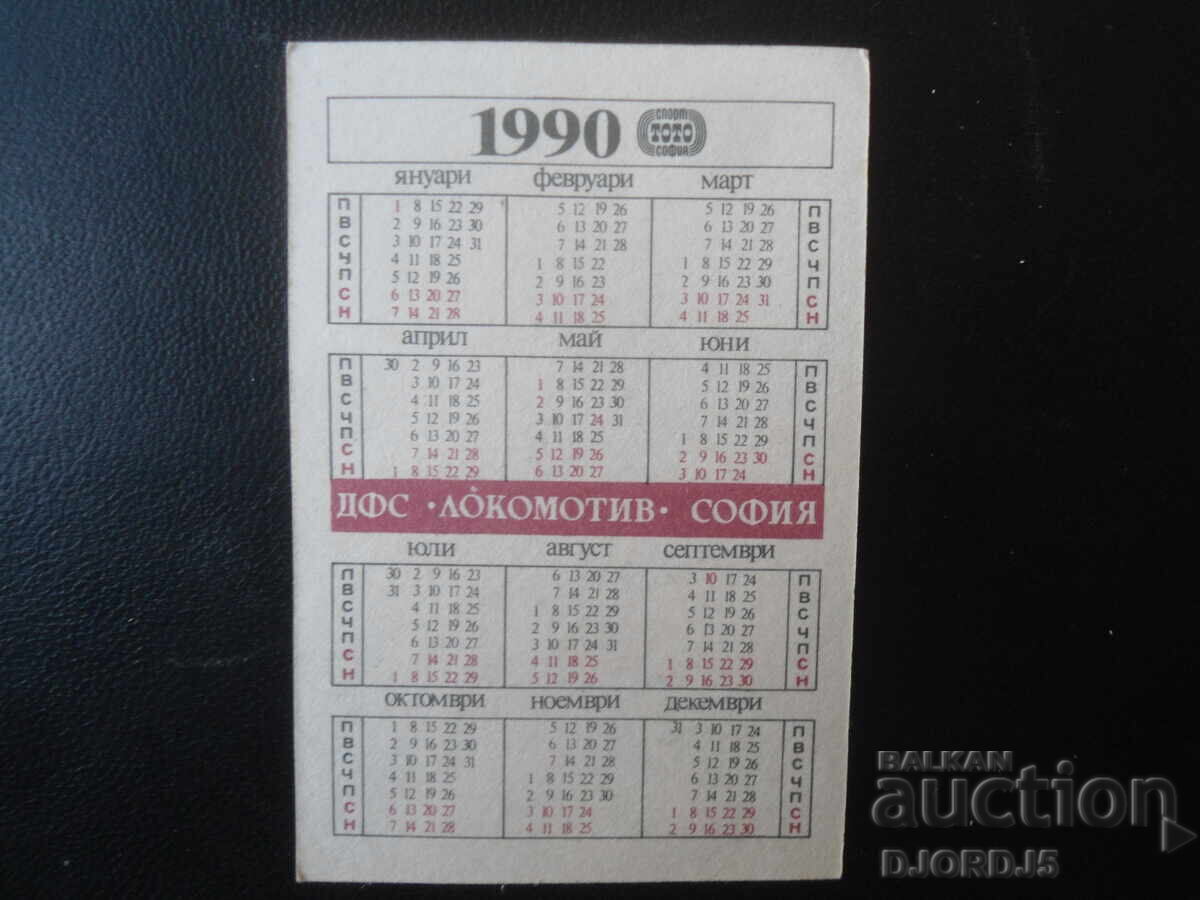 1990 спорт ТОТО софия
януари февруари март
П 1 8 15 22 29 5 12 19 26 5 12 19 26 П
В 2 9 16 23 30 6 13 20 27 6 13 20 27 В
С 3 10 17 24 31 7 14 21 28 7 14 21 28 С
Ч 4 11 18 25 1 8 15 22 1 8 15 22 29 Ч
П 5 12 19 26 2 9 16 23 2 9 16 23 30 П
С 6 13 20 27 3 10 17 24 3 10 17 24 31 С
Н 7 14 21 28 4 11 18 25 4 11 18 25 Н
април май юни
П 30 2 9 16 23 7 14 21 28 4 11 18 25 П
В 3 10 17 24 1 8 15 22 29 5 12 19 26 В
С 4 11 18 25 2 9 16 23 30 6 13 20 27 С
Ч 5 12 19 26 3 10 17 24 31 7 14 21 28 Ч
П 6 13 20 27 4 11 18 25 1 8 15 22 29 П
С 7 14 21 28 5 12 19 26 2 9 16 23 30 С
Н 1 8 15 22 29 6 13 20 27 3 10 17 24 Н
ДФС · ЛОКОМОТИВ · СОФИЯ
юли август септември
П 30 2 9 16 23 6 13 20 27 3 10 17 24 П
В 31 3 10 17 24 7 14 21 28 4 11 18 25 В
С 4 11 18 25 1 8 15 22 29 5 12 19 26 С
Ч 5 12 19 26 2 9 16 23 30 6 13 20 27 Ч
П 6 13 20 27 3 10 17 24 31 7 14 21 28 П
С 7 14 21 28 4 11 18 25 1 8 15 22 29 С
Н 1 8 15 22 29 5 12 19 26 2 9 16 23 30 Н
октомври ноември декември
П 1 8 15 22 29 5 12 19 26 31 3 10 17 24 П
В 2 9 16 23 30 6 13 20 27 4 11 18 25 В
С 3 10 17 24 31 7 14 21 28 5 12 19 26 С
Ч 4 11 18 25 1 8 15 22 29 6 13 20 27 Ч
П 5 12 19 26 2 9 16 23 30 7 14 21 28 П
С 6 13 20 27 3 10 17 24 1 8 15 22 29 С
Н 7 14 21 28 4 11 18 25 2 9 16 23 30 Н
BALKAN
auction
DJORDJ5